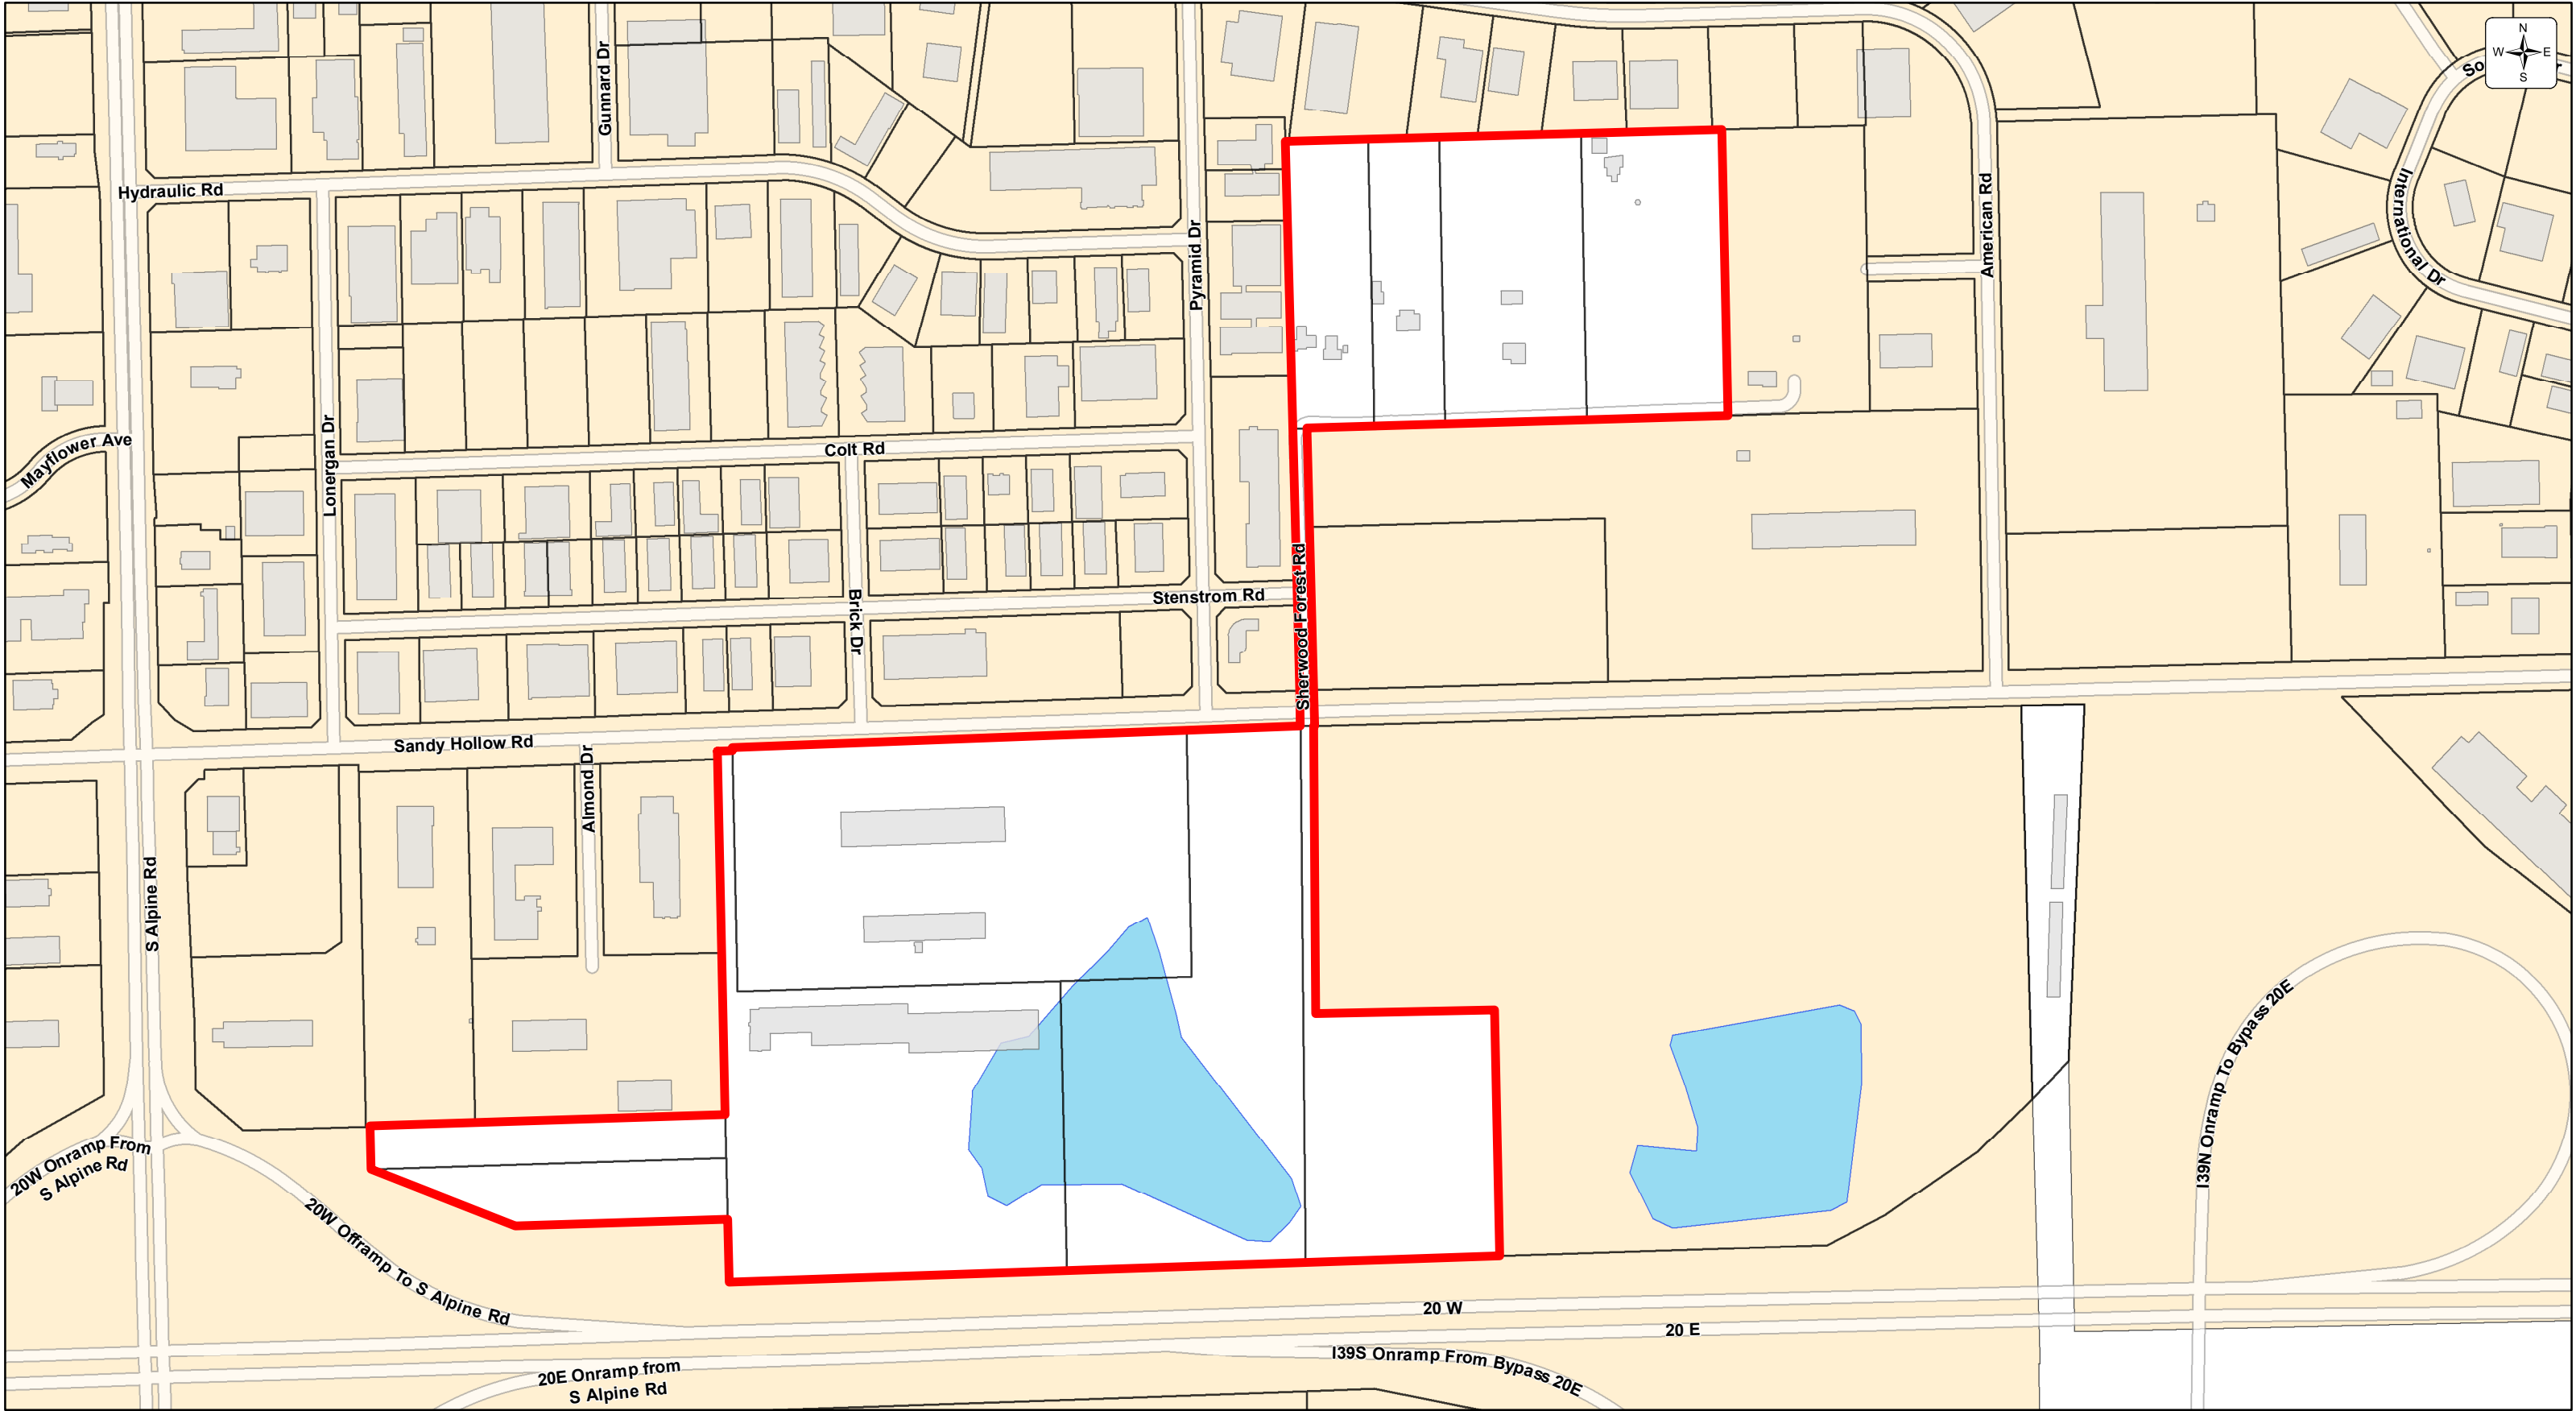 N
W E
S
Gunnard Dr
Hydraulic Rd
Pyramid Dr
American Rd
International Dr
Mayflower Ave
Lonergan Dr
Colt Rd
Stenstrom Rd
Brick Dr
Sherwood Forest Rd
Sandy Hollow Rd
Almond Dr
S Alpine Rd
I39N Onramp To Bypass 20E
20W Onramp From
S Alpine Rd
20W Offramp To S Alpine Rd
20 W
20 E
I39S Onramp From Bypass 20E
20E Onramp from
S Alpine Rd